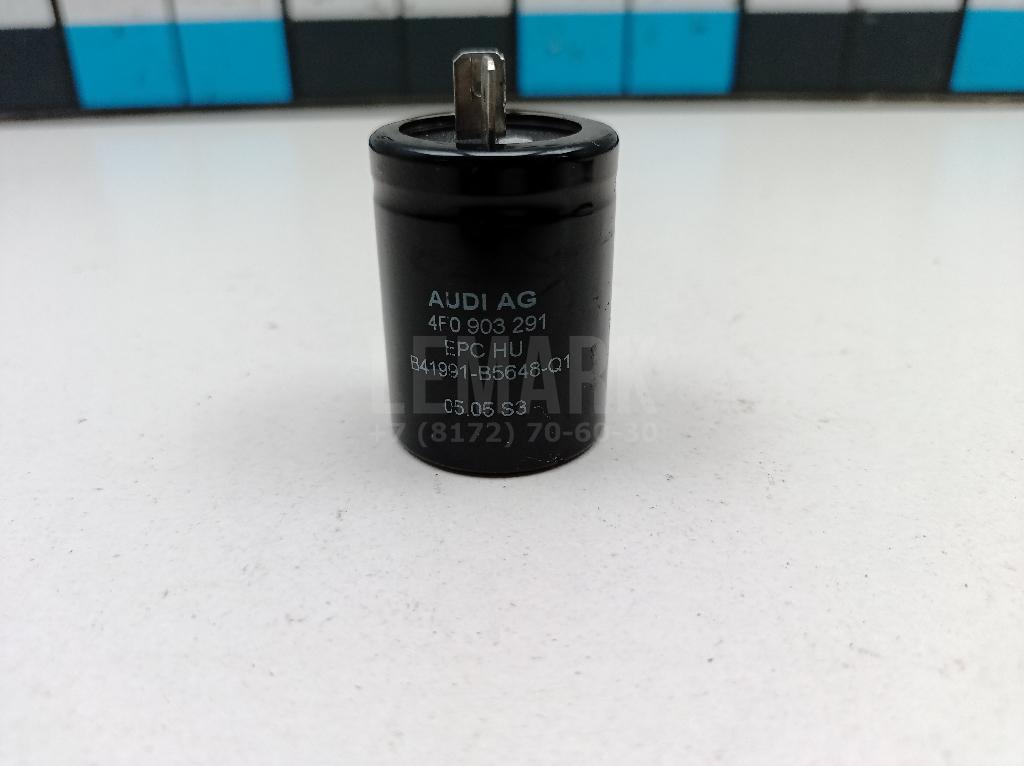 AUDI AG
4F0 903 291
EPC HU
B41991-B5648-Q1
05.05 S3
LEMARK
+7 (8172) 70-60-30